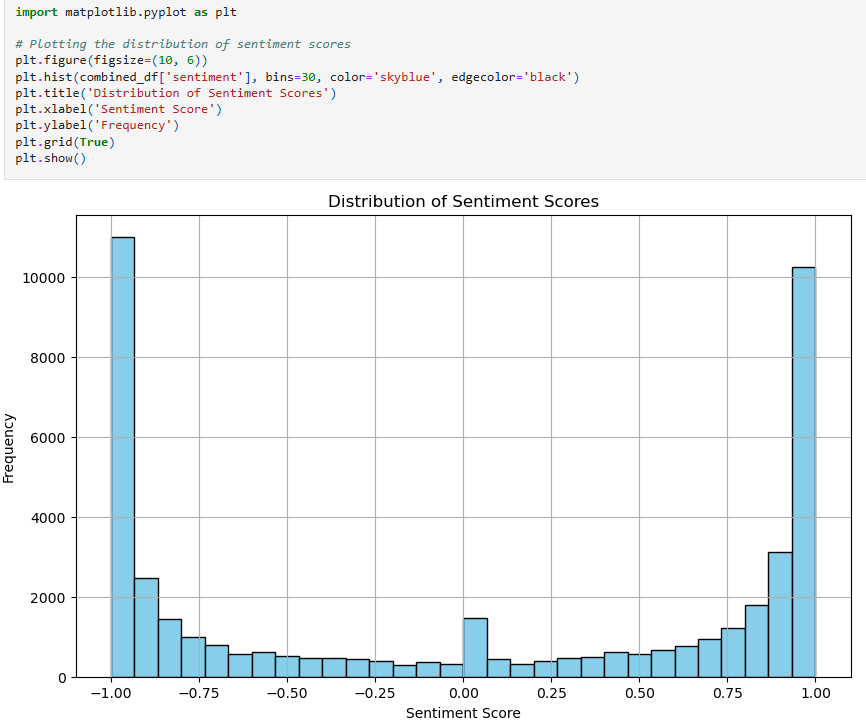 import matplotlib.pyplot as plt
# Plotting the distribution of sentiment scores
plt.figure(figsize=(10, 6))
plt.hist(combined_df['sentiment'], bins=30, color='skyblue', edgecolor='black')
plt.title('Distribution of Sentiment Scores')
plt.xlabel('Sentiment Score')
plt.ylabel('Frequency')
plt.grid(True)
plt.show()
Distribution of Sentiment Scores
10000
8000
6000
4000
2000
0
Frequency
−1.00 −0.75 −0.50 −0.25 0.00 0.25 0.50 0.75 1.00
Sentiment Score